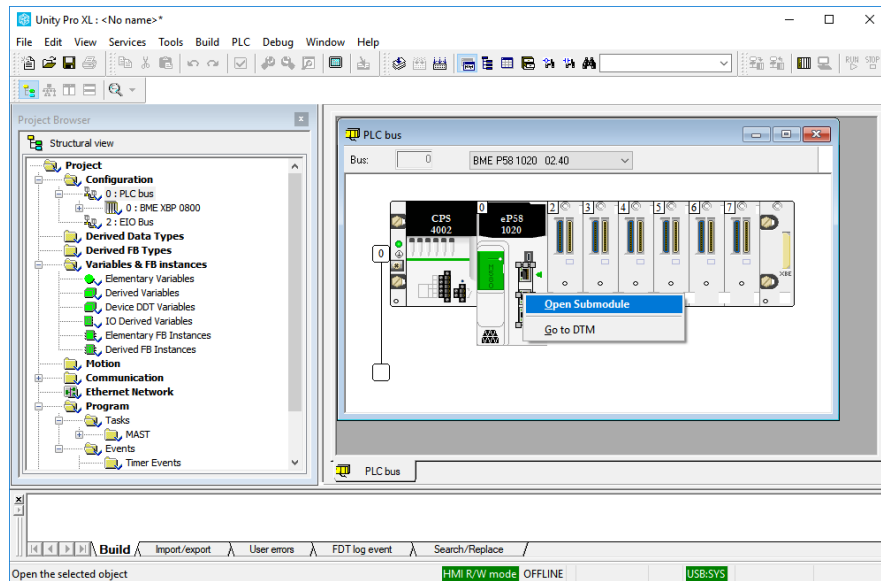 Unity Pro XL : <No name>*
File Edit View Services Tools Build PLC Debug Window Help
RUN STOP
Project Browser
Structural view
Project
Configuration
0 : PLC bus
0 : BME XBP 0800
2 : EIO Bus
Derived Data Types
Derived FB Types
Variables & FB instances
Elementary Variables
Derived Variables
Device DDT Variables
IO Derived Variables
Elementary FB Instances
Derived FB Instances
Motion
Communication
Ethernet Network
Program
Tasks
MAST
Events
Timer Events
PLC bus
Bus: 0 BME P58 1020 02.40
0 2 3 4 5 6 7
CPS
4002
eP58
1020
0
XBE
Open Submodule
Go to DTM
PLC bus
Build Import/export User errors FDT log event Search/Replace
Open the selected object HMI R/W mode OFFLINE USB:SYS